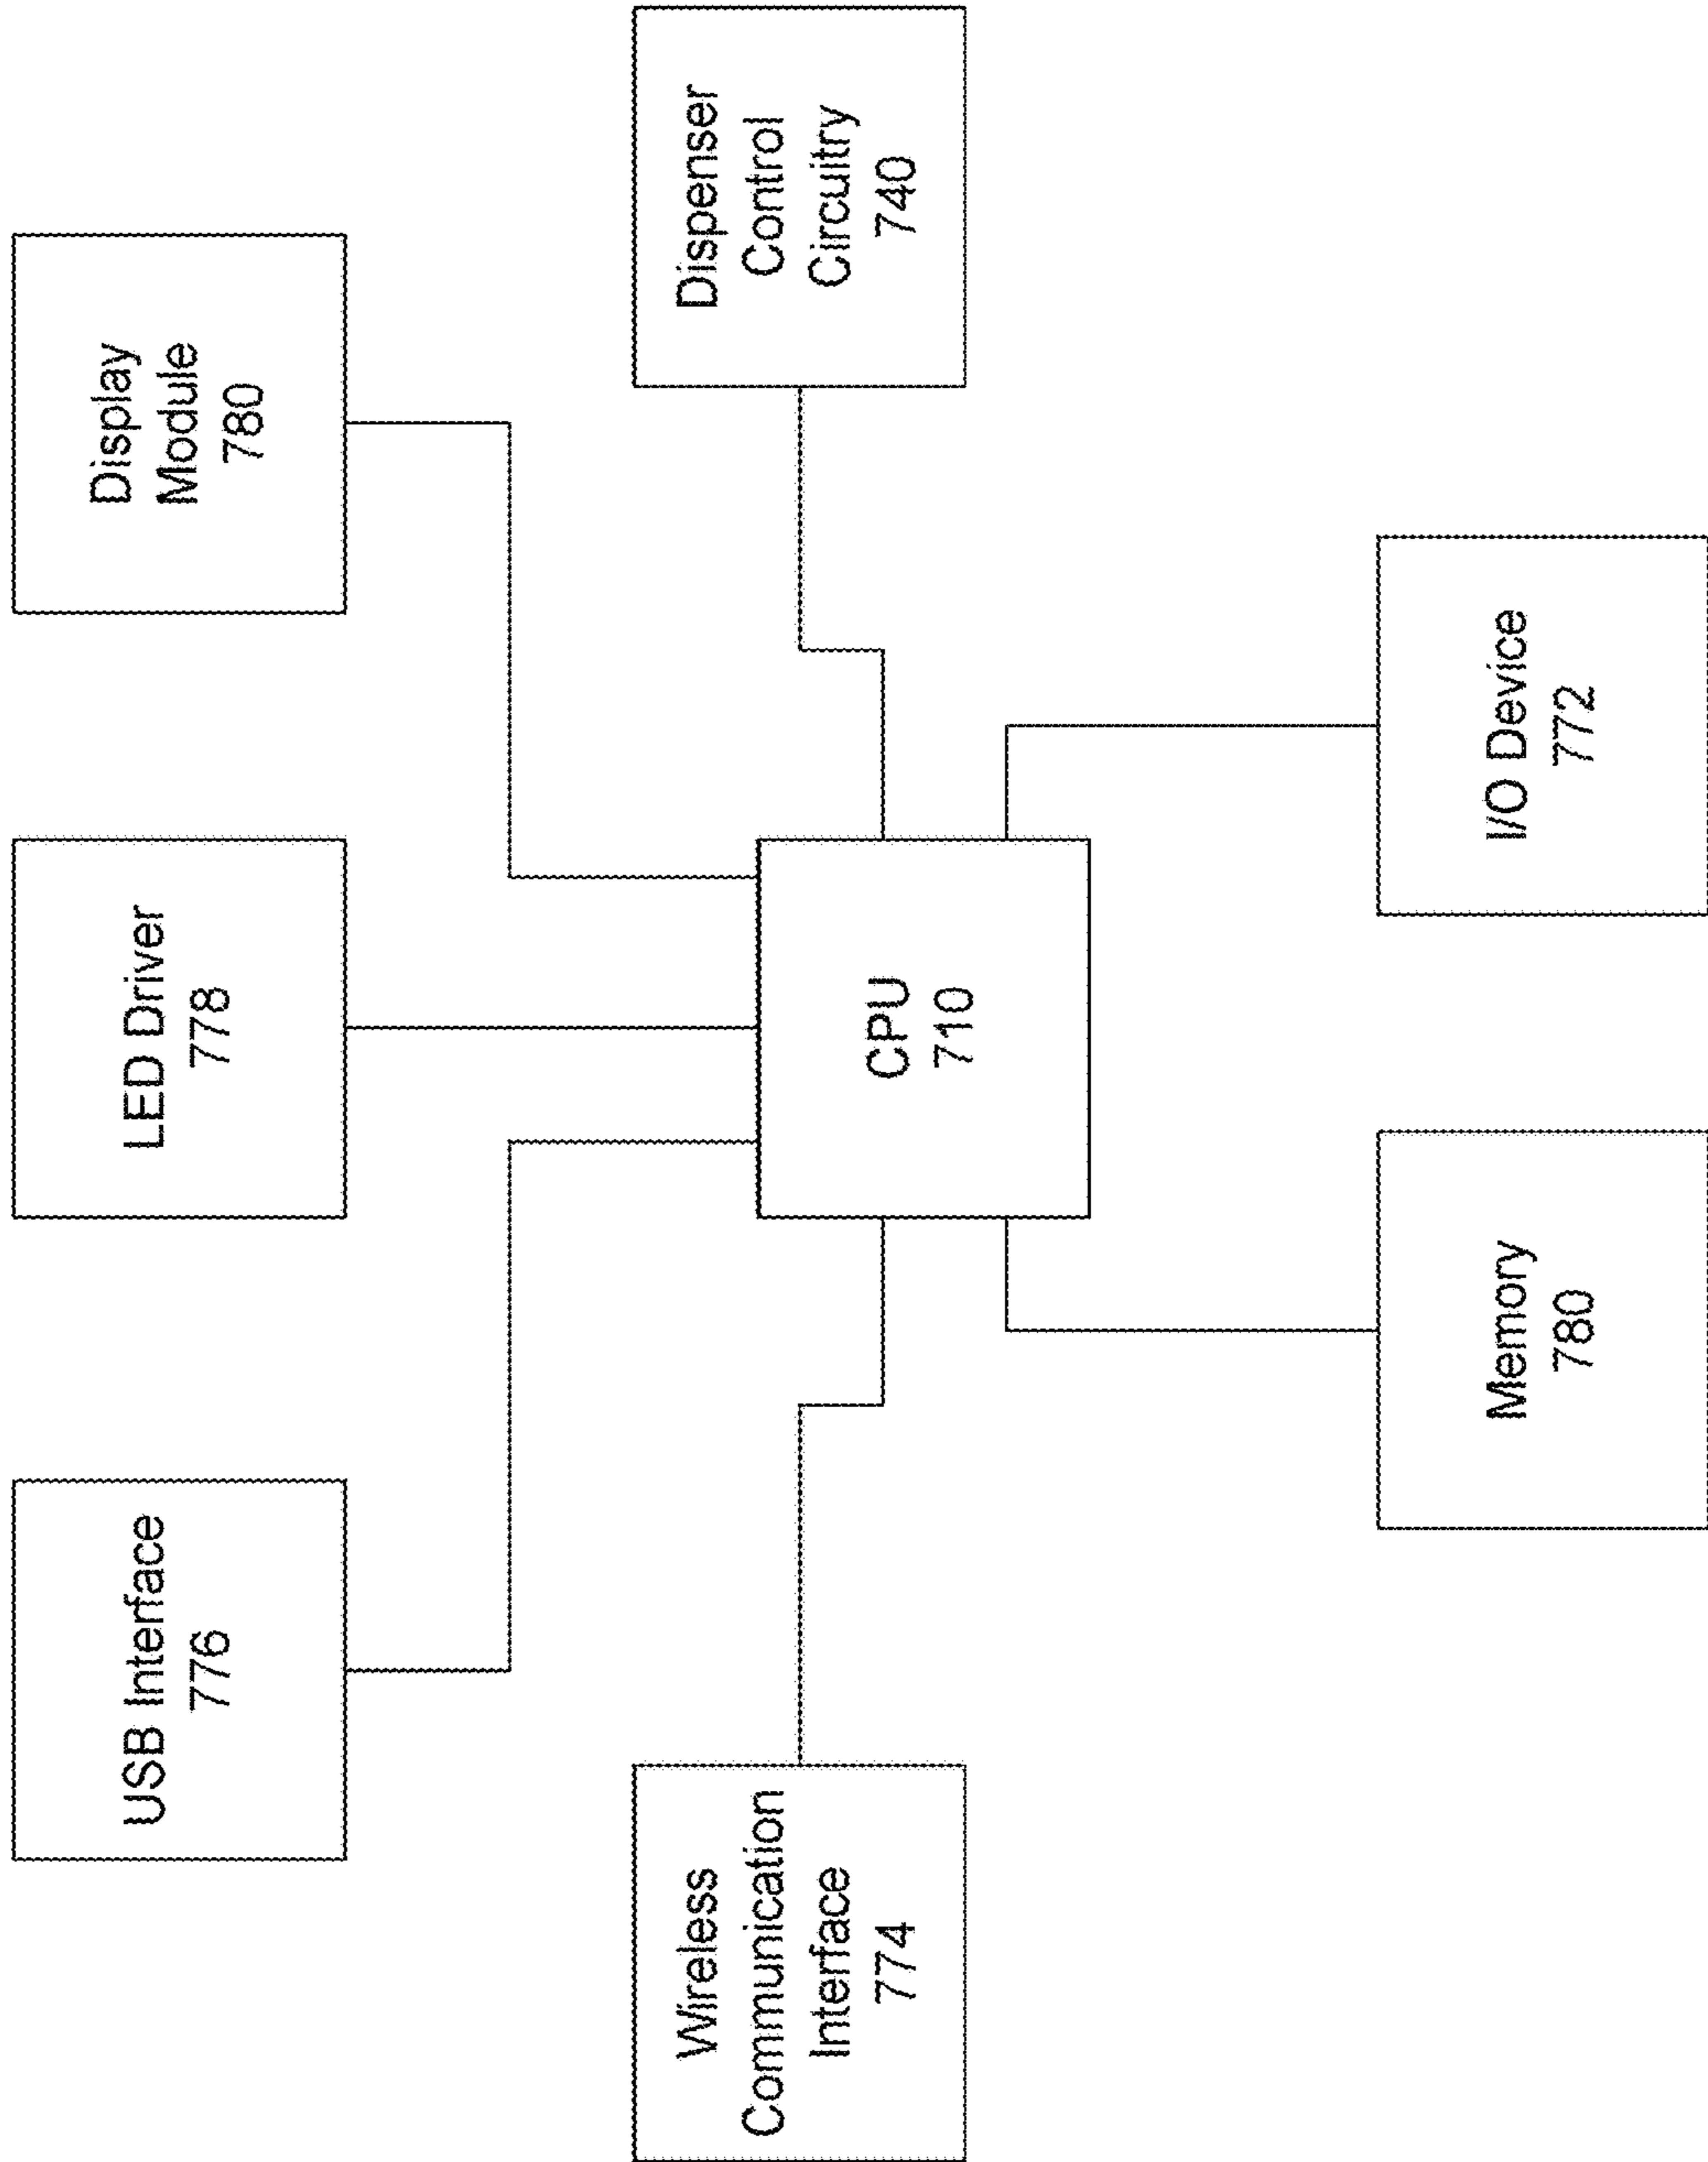 USB Interface
776
LED Driver
778
Display
Module
780
Wireless
Communication
Interface
774
CPU
710
Dispenser
Control
Circuitry
740
Memory
780
I/O Device
772